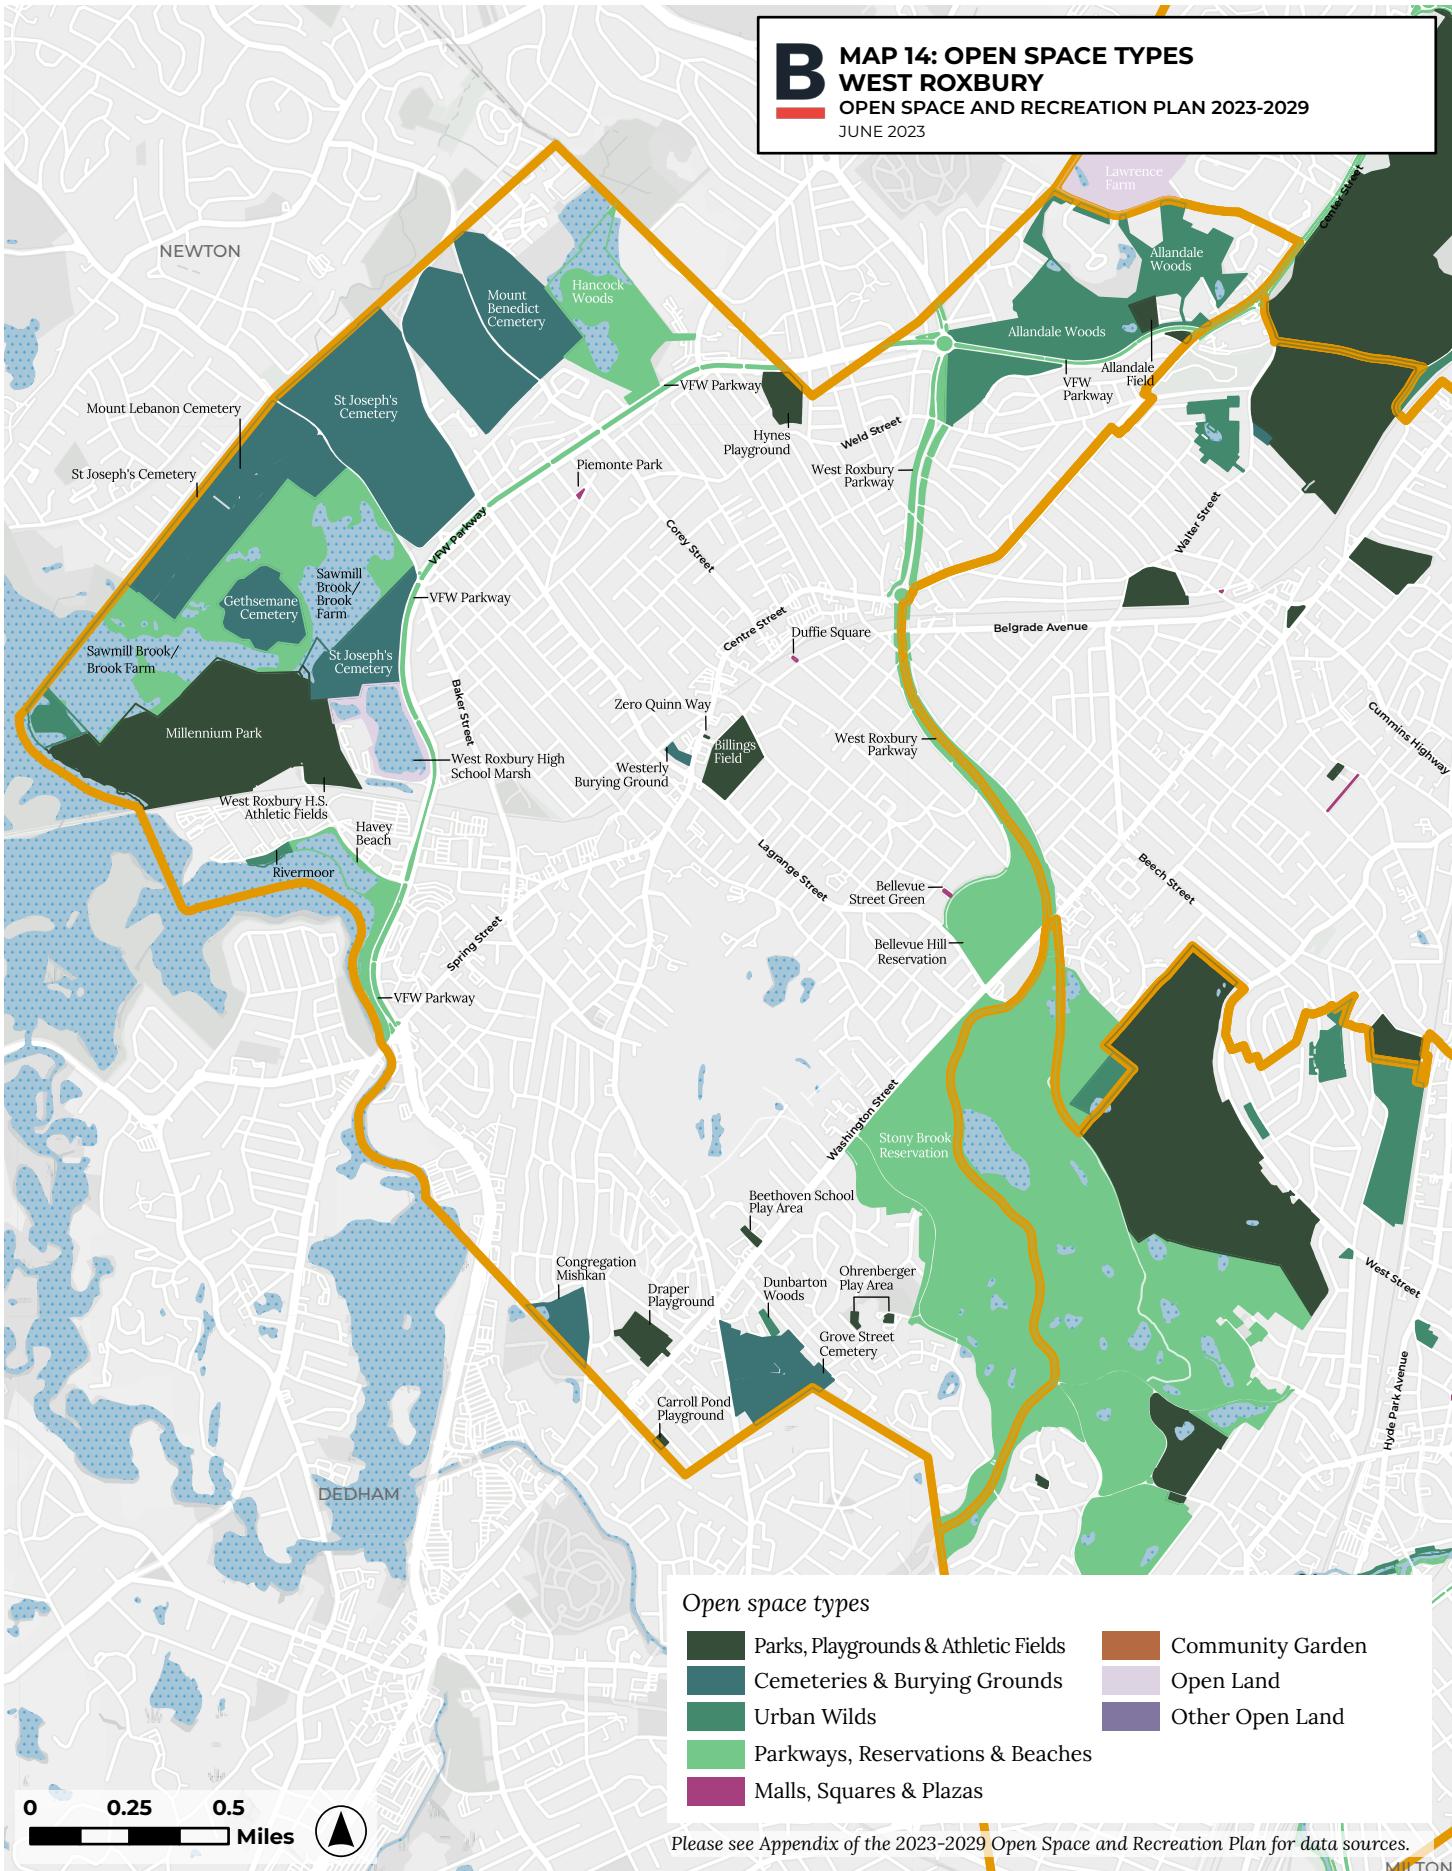 B
MAP 14: OPEN SPACE TYPES
WEST ROXBURY
OPEN SPACE AND RECREATION PLAN 2023-2029
JUNE 2023
Lawrence
Farm
Center Street
NEWTON
Allandale
Woods
Mount
Benedict
Cemetery
Hancock
Woods
Allandale Woods
Allandale
Field
VFW
Parkway
VFW Parkway
St Joseph's
Cemetery
Mount Lebanon Cemetery
Hynes
Playground
Weld Street
West Roxbury
Parkway
St Joseph's Cemetery
Piemonte Park
VFW Parkway
Corey Street
Walter Street
Sawmill
Brook/
Brook
Farm
Gethsemane
Cemetery
VFW Parkway
Centre Street
Duffie Square
Belgrade Avenue
Sawmill Brook/
Brook Farm
St Joseph's
Cemetery
Baker Street
Zero Quinn Way
Cummins Highway
Millennium Park
Billings
Field
West Roxbury
Parkway
West Roxbury High
School Marsh
Westerly
Burying Ground
West Roxbury H.S.
Athletic Fields
Havey
Beach
Rivermoor
Lagrange Street
Beech Street
Bellevue
Street Green
Spring Street
Bellevue Hill
Reservation
VFW Parkway
Washington Street
Stony Brook
Reservation
Beethoven School
Play Area
Congregation
Mishkan
Draper
Playground
Dunbarton
Woods
Ohrenberger
Play Area
West Street
Grove Street
Cemetery
Hyde Park Avenue
Carroll Pond
Playground
DEDHAM
Open space types
Parks, Playgrounds & Athletic Fields
Cemeteries & Burying Grounds
Urban Wilds
Parkways, Reservations & Beaches
Malls, Squares & Plazas
Community Garden
Open Land
Other Open Land
0 0.25 0.5
Miles
Please see Appendix of the 2023-2029 Open Space and Recreation Plan for data sources.
MILTON